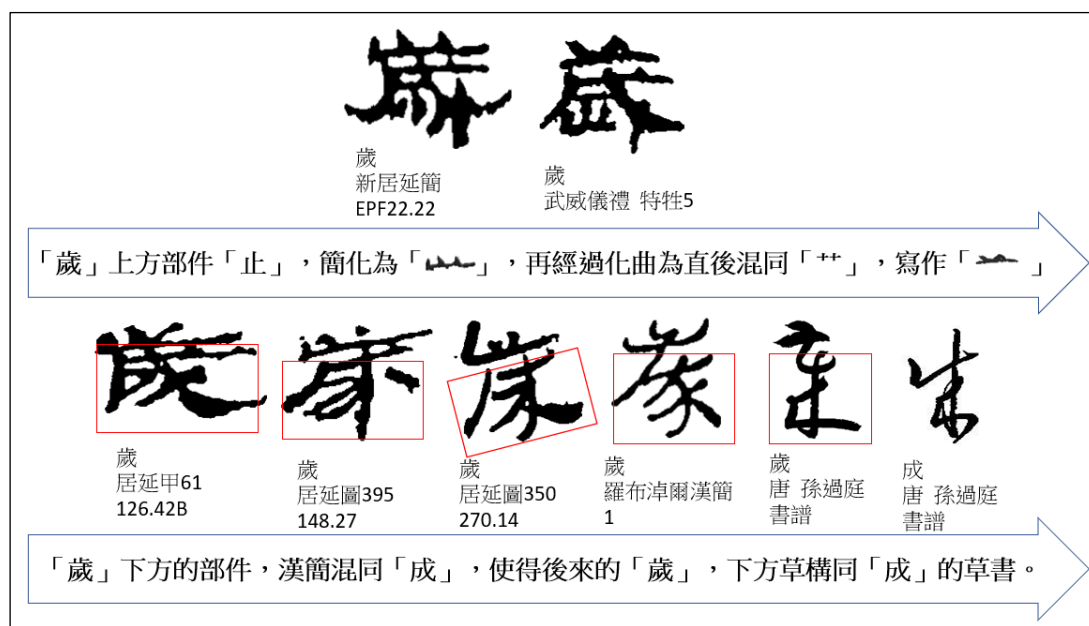 歲
新居延簡
EPF22.22
歲
武威儀禮 特牲5
「歲」上方部件「止」，簡化為「」，再經過化曲為直後混同「艹」，寫作「」
歲
居延甲61
126.42B
歲
居延圖395
148.27
歲
居延圖350
270.14
歲
羅布淖爾漢簡
1
歲
唐 孫過庭
書譜
成
唐 孫過庭
書譜
「歲」下方的部件，漢簡混同「成」，使得後來的「歲」，下方草構同「成」的草書。